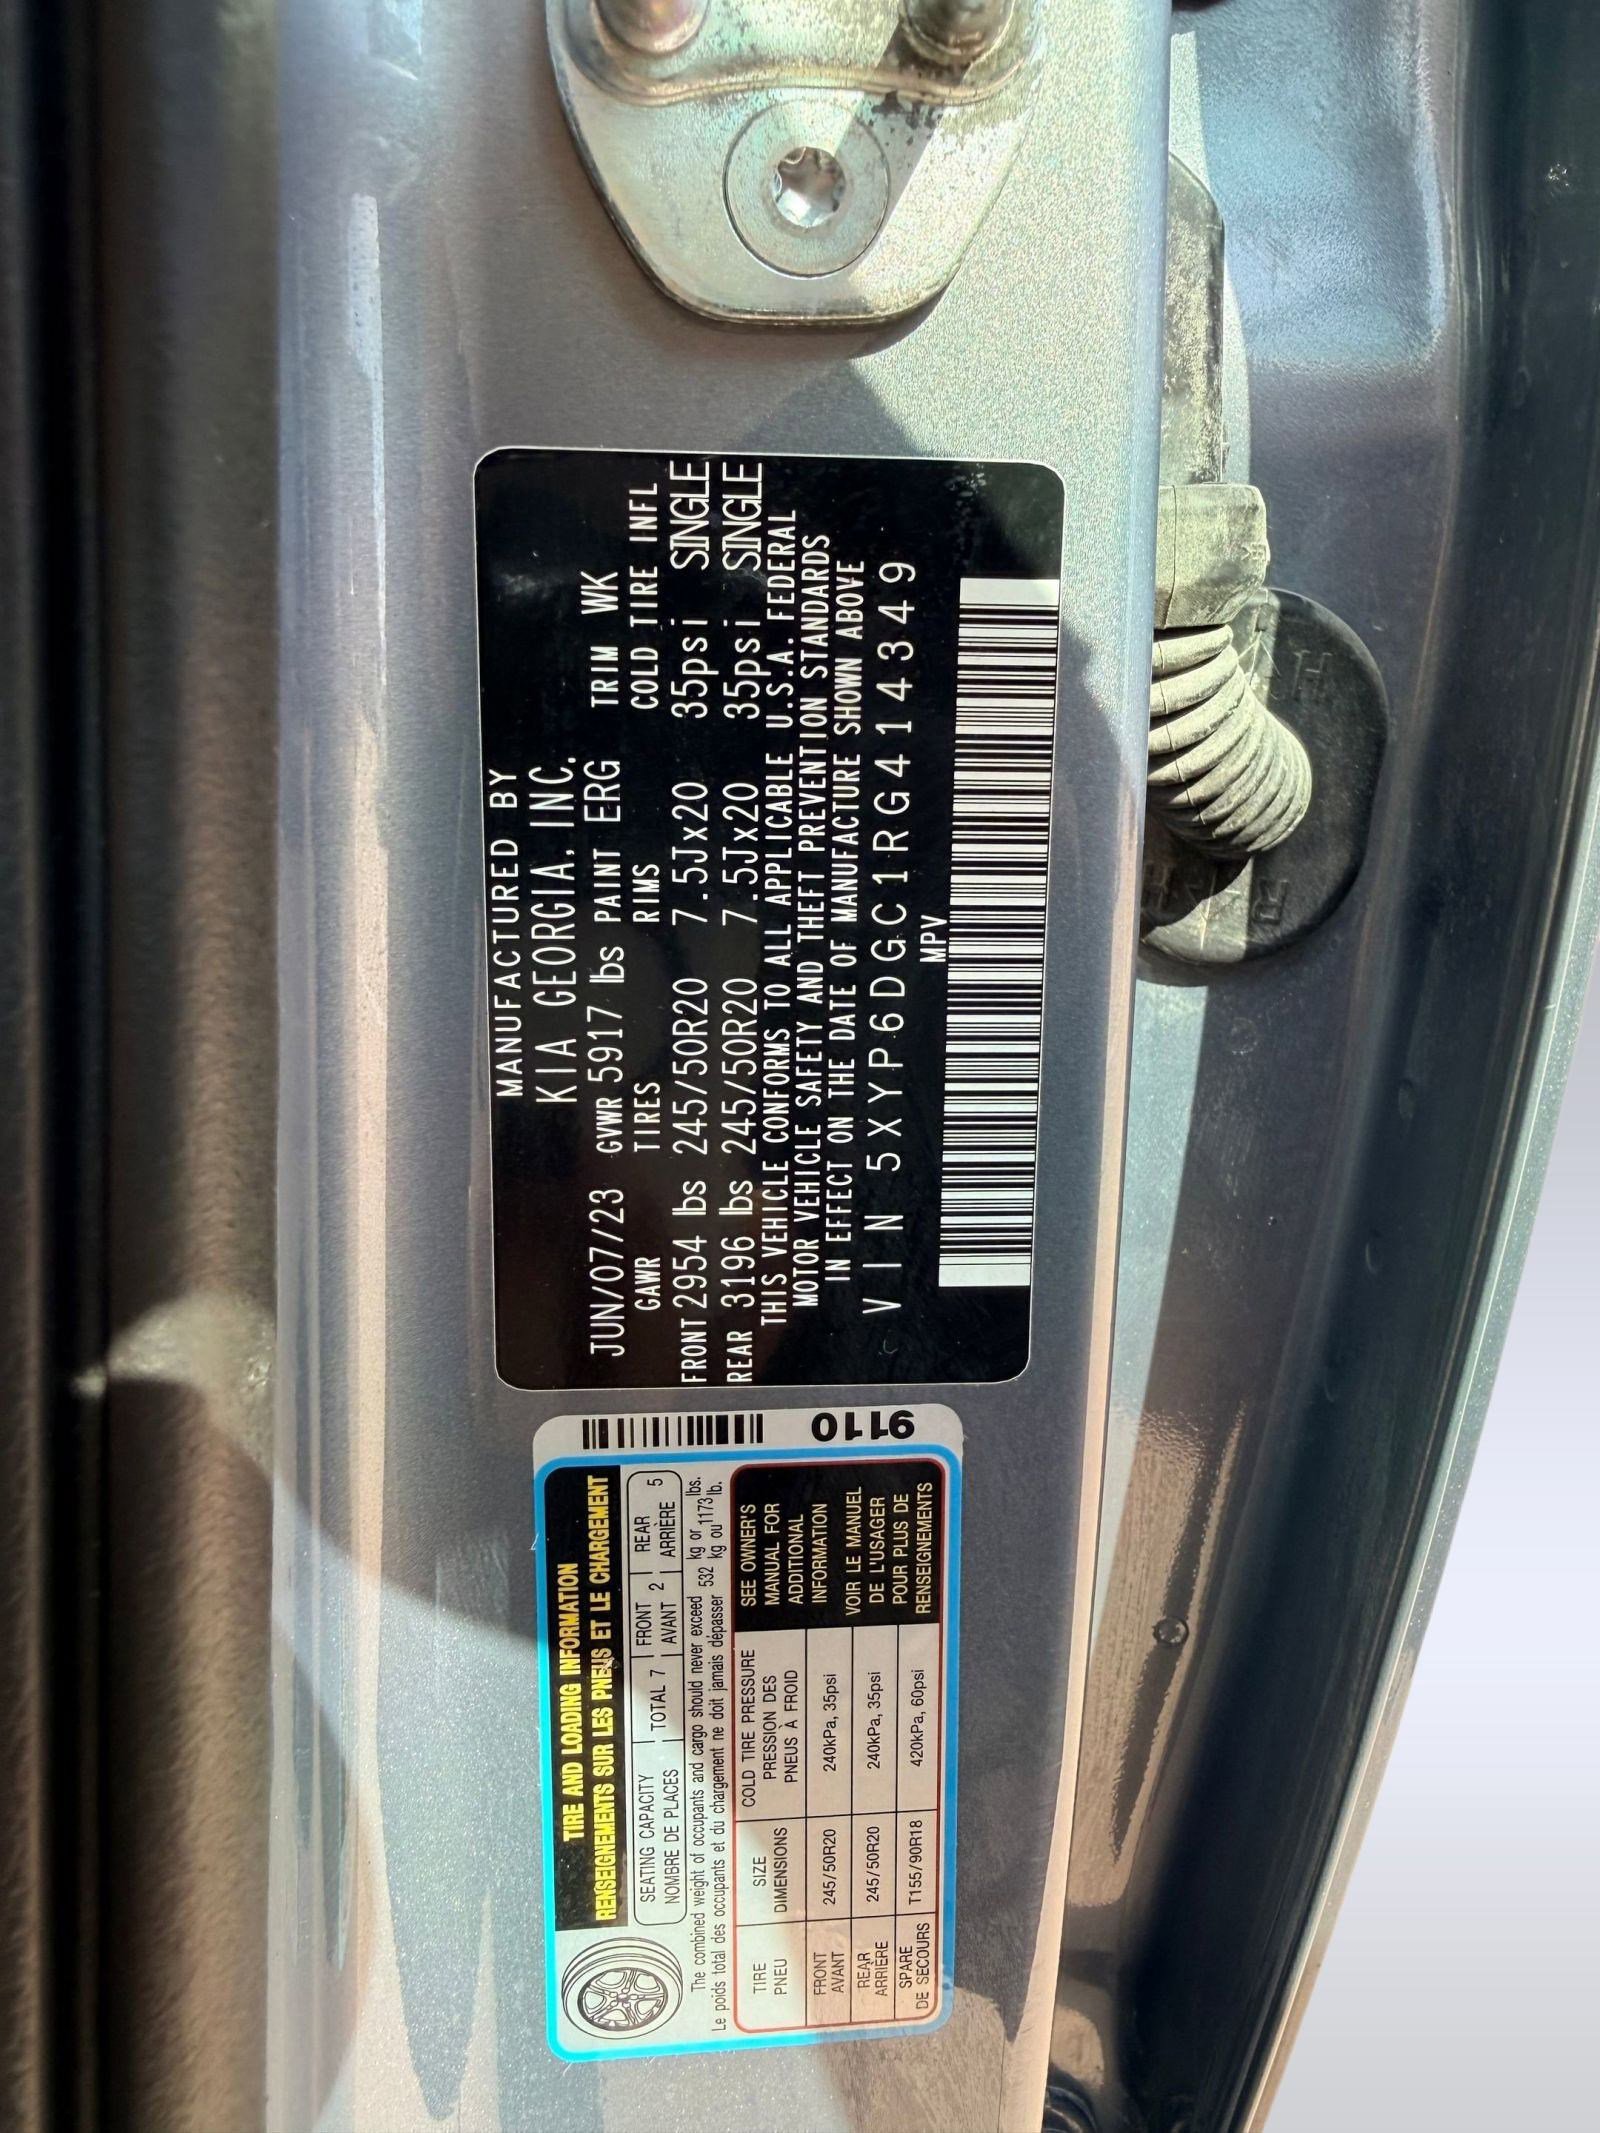 MANUFACTURED BY
KIA GEORGIA, INC.
JUN/07/23 GVWR 5917 lbs PAINT ERG TRIM WK
GAWR TIRES RIMS COLD TIRE INFL
FRONT 2954 lbs 245/50R20 7.5Jx20 35psi SINGLE
REAR 3196 lbs 245/50R20 7.5Jx20 35psi SINGLE
THIS VEHICLE CONFORMS TO ALL APPLICABLE U.S.A. FEDERAL
MOTOR VEHICLE SAFETY AND THEFT PREVENTION STANDARDS
IN EFFECT ON THE DATE OF MANUFACTURE SHOWN ABOVE
VIN 5XYP6DGC1RG414349
MPV
TIRE AND LOADING INFORMATION
RENSEIGNEMENTS SUR LES PNEUS ET LE CHARGEMENT
SEATING CAPACITY TOTAL 7 FRONT 2 REAR 5
NOMBRE DE PLACES AVANT ARRIÈRE
The combined weight of occupants and cargo should never exceed 532 kg or 1173 lbs.
Le poids total des occupants et du chargement ne doit jamais dépasser kg ou lb.
TIRE SIZE COLD TIRE PRESSURE
PNEU DIMENSIONS PRESSION DES
PNEUS À FROID
FRONT 245/50R20 240kPa, 35psi
AVANT
REAR 245/50R20 240kPa, 35psi
ARRIÈRE
SPARE T155/90R18 420kPa, 60psi
DE SECOURS
SEE OWNER'S
MANUAL FOR
ADDITIONAL
INFORMATION
VOIR LE MANUEL
DE L'USAGER
POUR PLUS DE
RENSEIGNEMENTS
9110